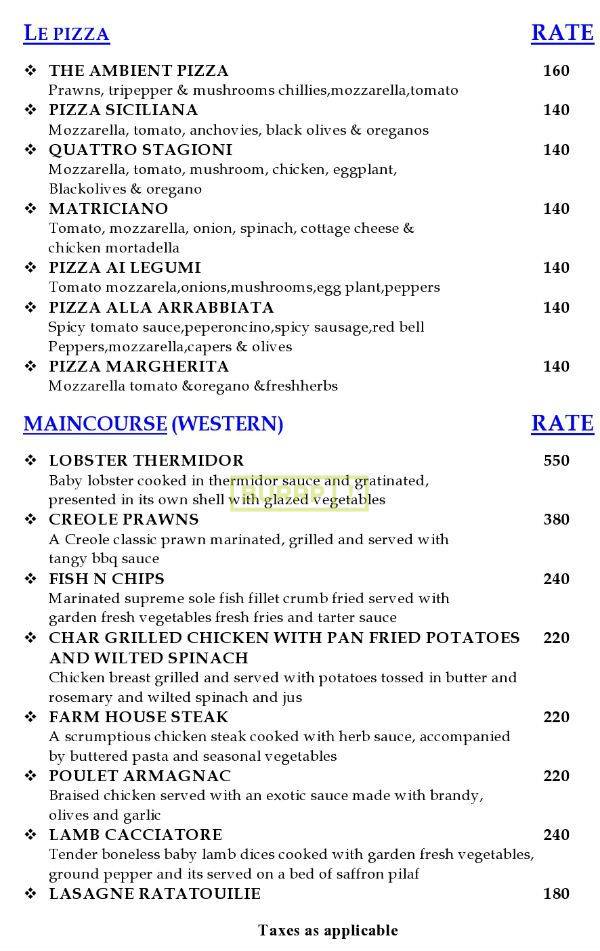 LE PIZZA RATE
❖ THE AMBIENT PIZZA 160
Prawns, tripepper & mushrooms chillies,mozzarella,tomato
❖ PIZZA SICILIANA 140
Mozzarella, tomato, anchovies, black olives & oreganos
❖ QUATTRO STAGIONI 140
Mozzarella, tomato, mushroom, chicken, eggplant,
Blackolives & oregano
❖ MATRICIANO 140
Tomato, mozzarella, onion, spinach, cottage cheese &
chicken mortadella
❖ PIZZA AI LEGUMI 140
Tomato mozzarela,onions,mushrooms,egg plant,peppers
❖ PIZZA ALLA ARRABBIATA 140
Spicy tomato sauce,peperoncino,spicy sausage,red bell
Peppers,mozzarella,capers & olives
❖ PIZZA MARGHERITA 140
Mozzarella tomato &oregano &freshherbs
MAINCOURSE (WESTERN) RATE
❖ LOBSTER THERMIDOR 550
Baby lobster cooked in thermidor sauce and gratinated,
presented in its own shell with glazed vegetables
❖ CREOLE PRAWNS 380
A Creole classic prawn marinated, grilled and served with
tangy bbq sauce
❖ FISH N CHIPS 240
Marinated supreme sole fish fillet crumb fried served with
garden fresh vegetables fresh fries and tarter sauce
❖ CHAR GRILLED CHICKEN WITH PAN FRIED POTATOES 220
AND WILTED SPINACH
Chicken breast grilled and served with potatoes tossed in butter and
rosemary and wilted spinach and jus
❖ FARM HOUSE STEAK 220
A scrumptious chicken steak cooked with herb sauce, accompanied
by buttered pasta and seasonal vegetables
❖ POULET ARMAGNAC 220
Braised chicken served with an exotic sauce made with brandy,
olives and garlic
❖ LAMB CACCIATORE 240
Tender boneless baby lamb dices cooked with garden fresh vegetables,
ground pepper and its served on a bed of saffron pilaf
❖ LASAGNE RATATOUILIE 180
Taxes as applicable